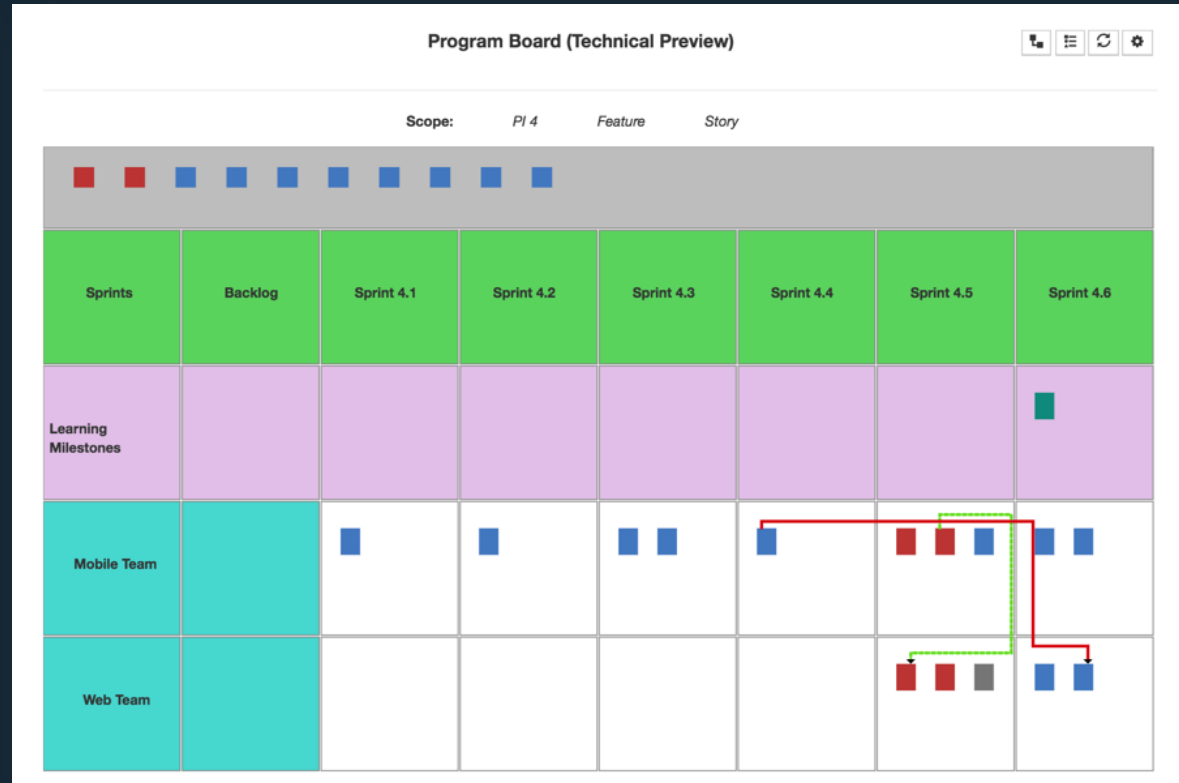 Program Board (Technical Preview)
Scope: PI 4 Feature Story
Sprints Backlog Sprint 4.1 Sprint 4.2 Sprint 4.3 Sprint 4.4 Sprint 4.5 Sprint 4.6
Learning
Milestones
Mobile Team
Web Team